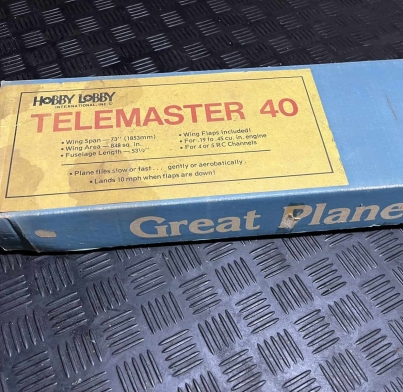 HOBBY LOBBY
INTERNATIONAL INC.
TELEMASTER 40
• Wing Span — 73" (1853mm)
• Wing Area — 848 sq. in.
• Fuselage Length — 53½"
• Wing Flaps Included!
• For .19 to .45 cu. in. engine
• For 4 or 5 RC Channels
• Plane flies slow or fast . . . gently or aerobatically.
• Lands 10 mph when flaps are down!
Great Plane